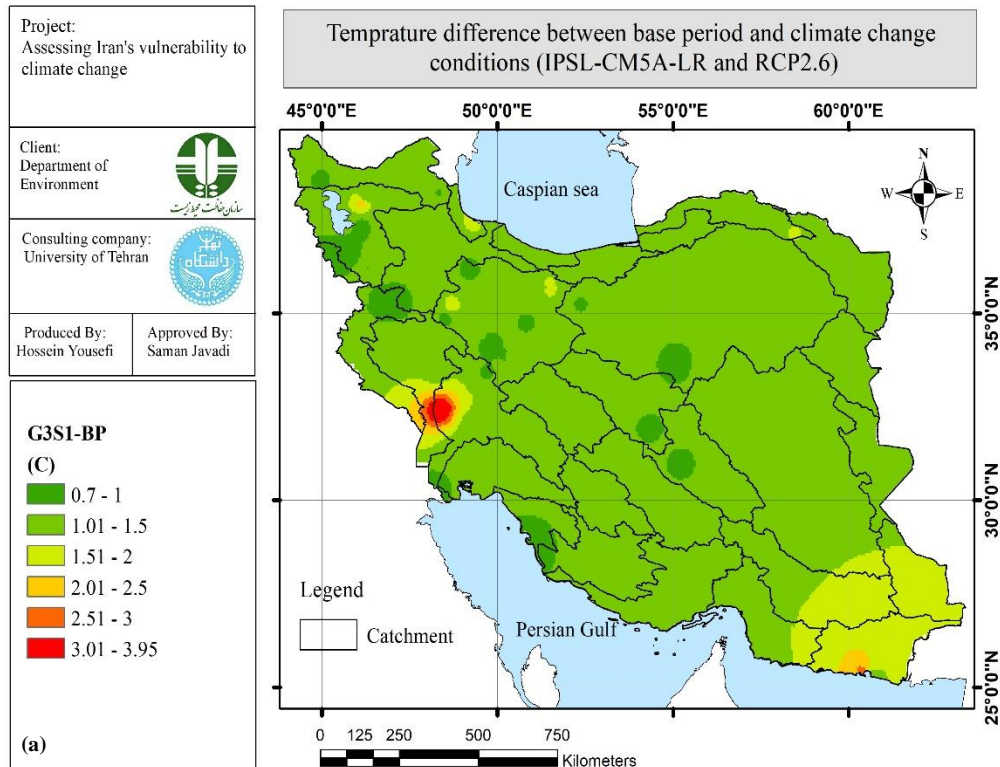 Project:
Assessing Iran's vulnerability to
climate change
Client:
Department of
Environment
سازمان حفاظت محیط زیست
Consulting company:
University of Tehran
Produced By:
Hossein Yousefi
Approved By:
Saman Javadi
G3S1-BP
(C)
0.7 - 1
1.01 - 1.5
1.51 - 2
2.01 - 2.5
2.51 - 3
3.01 - 3.95
(a)
Temprature difference between base period and climate change
conditions (IPSL-CM5A-LR and RCP2.6)
45°0'0"E
50°0'0"E
55°0'0"E
60°0'0"E
Caspian sea
N
W
E
S
35°0'0"N
30°0'0"N
25°0'0"N
Legend
Catchment
Persian Gulf
0 125 250 500 750
Kilometers